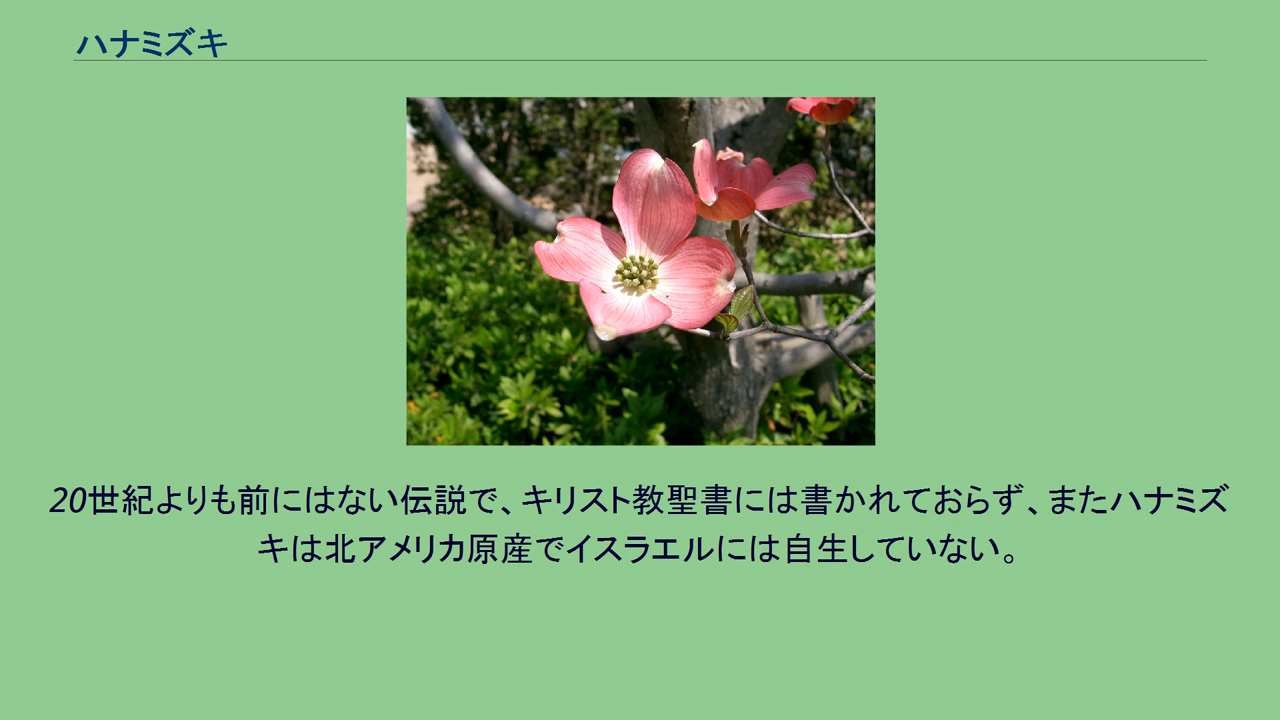 ハナミズキ
20世紀よりも前にはない伝説で、キリスト教聖書には書かれておらず、またハナミズ
キは北アメリカ原産でイスラエルには自生していない。